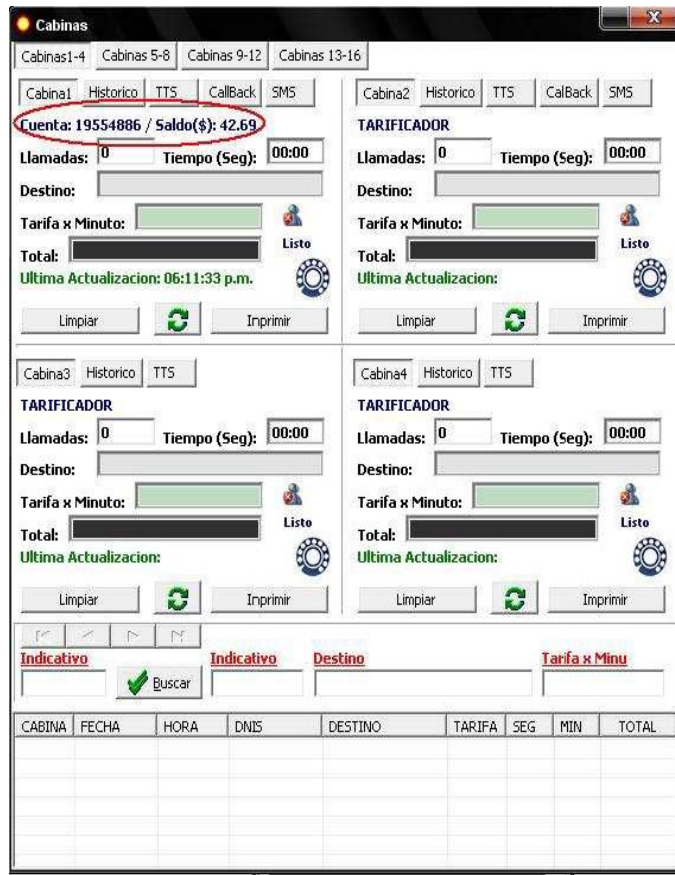 Cabinas
Cabinas1-4 Cabinas 5-8 Cabinas 9-12 Cabinas 13-16
Cabina1 Historico TTS CallBack SMS
Cuenta: 19554886 / Saldo($): 42.69
Llamadas: 0 Tiempo (Seg): 00:00
Destino:
Tarifa x Minuto:
Total: Listo
Ultima Actualizacion: 06:11:33 p.m.
Limpiar Imprimir
Cabina2 Historico TTS CalBack SMS
TARIFICADOR
Llamadas: 0 Tiempo (Seg): 00:00
Destino:
Tarifa x Minuto:
Total: Listo
Ultima Actualizacion:
Limpiar Imprimir
Cabina3 Historico TTS
TARIFICADOR
Llamadas: 0 Tiempo (Seg): 00:00
Destino:
Tarifa x Minuto:
Total: Listo
Ultima Actualizacion:
Limpiar Imprimir
Cabina4 Historico TTS
TARIFICADOR
Llamadas: 0 Tiempo (Seg): 00:00
Destino:
Tarifa x Minuto:
Total: Listo
Ultima Actualizacion:
Limpiar Imprimir
Indicativo Indicativo Destino Tarifa x Minu
Buscar
CABINA FECHA HORA DNIS DESTINO TARIFA SEG MIN TOTAL